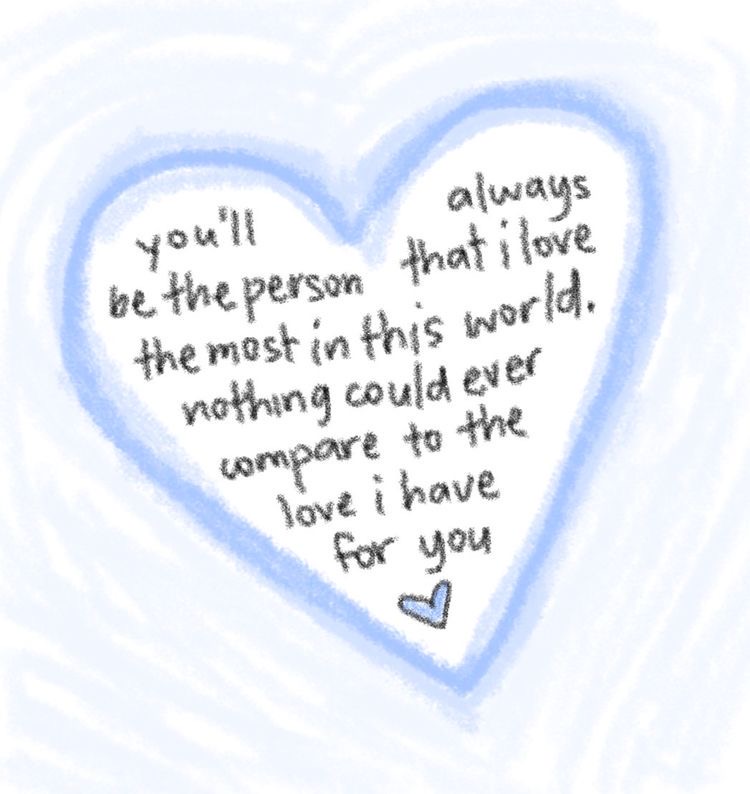 you'll always
be the person that i love
the most in this world.
nothing could ever
compare to the
love i have
for you